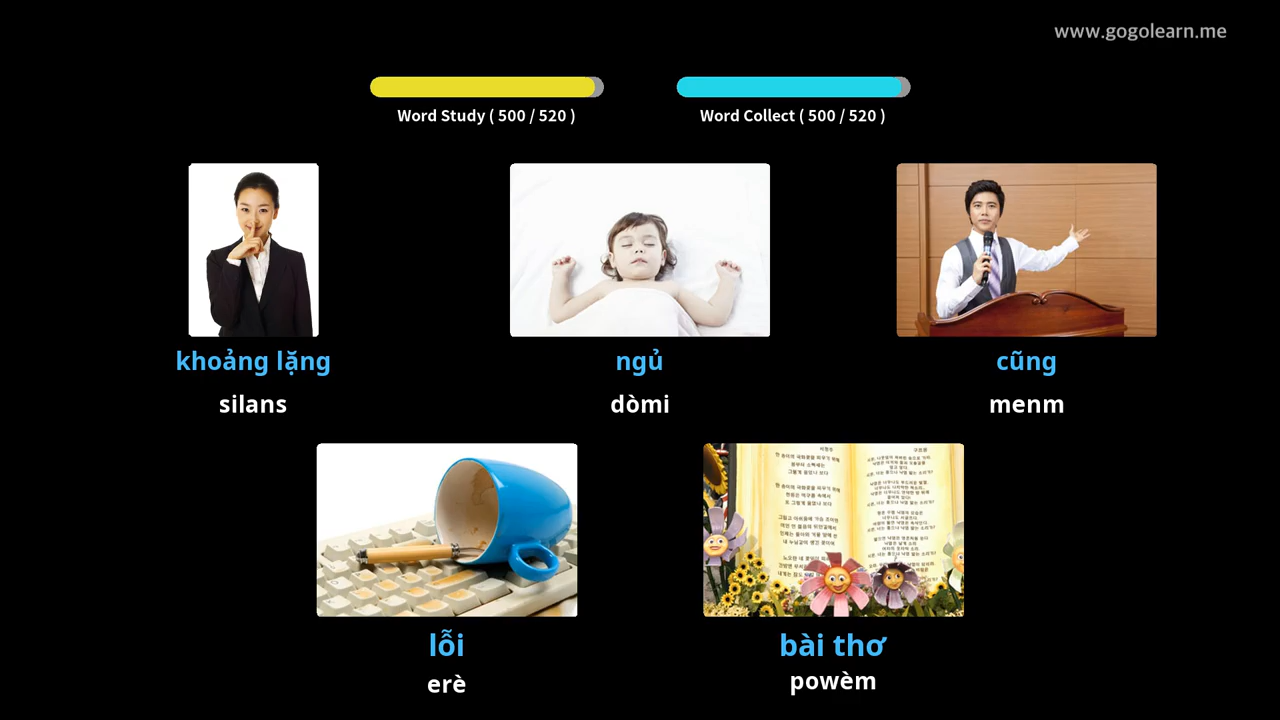 www.gogolearn.me
Word Study ( 500 / 520 )
Word Collect ( 500 / 520 )
khoảng lặng
ngủ
cũng
silans
dòmi
menm
lỗi
bài thơ
erè
powèm